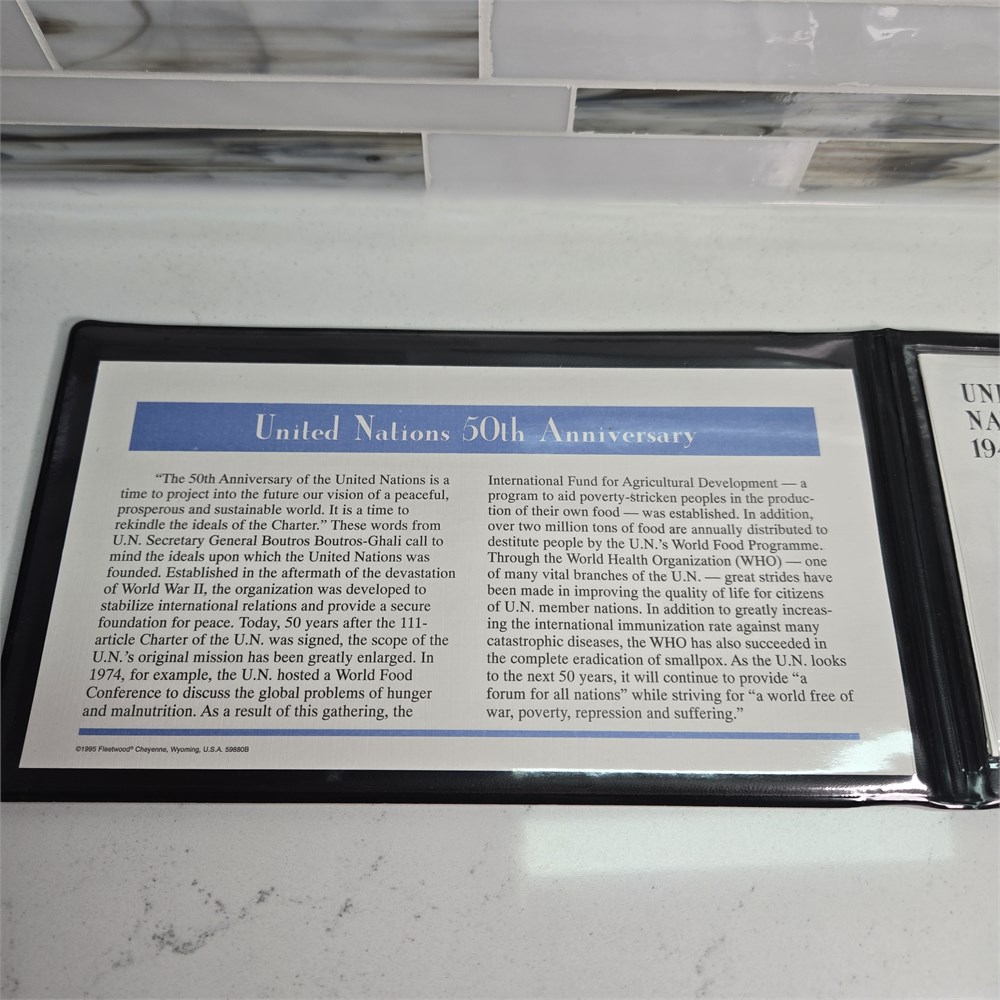 United Nations 50th Anniversary
“The 50th Anniversary of the United Nations is a
time to project into the future our vision of a peaceful,
prosperous and sustainable world. It is a time to
rekindle the ideals of the Charter.” These words from
U.N. Secretary General Boutros Boutros-Ghali call to
mind the ideals upon which the United Nations was
founded. Established in the aftermath of the devastation
of World War II, the organization was developed to
stabilize international relations and provide a secure
foundation for peace. Today, 50 years after the 111-
article Charter of the U.N. was signed, the scope of the
U.N.’s original mission has been greatly enlarged. In
1974, for example, the U.N. hosted a World Food
Conference to discuss the global problems of hunger
and malnutrition. As a result of this gathering, the
International Fund for Agricultural Development — a
program to aid poverty-stricken peoples in the produc-
tion of their own food — was established. In addition,
over two million tons of food are annually distributed to
destitute people by the U.N.’s World Food Programme.
Through the World Health Organization (WHO) — one
of many vital branches of the U.N. — great strides have
been made in improving the quality of life for citizens
of U.N. member nations. In addition to greatly increas-
ing the international immunization rate against many
catastrophic diseases, the WHO has also succeeded in
the complete eradication of smallpox. As the U.N. looks
to the next 50 years, it will continue to provide “a
forum for all nations” while striving for “a world free of
war, poverty, repression and suffering.”
©1995 Fleetwood® Cheyenne, Wyoming, U.S.A. 59880B